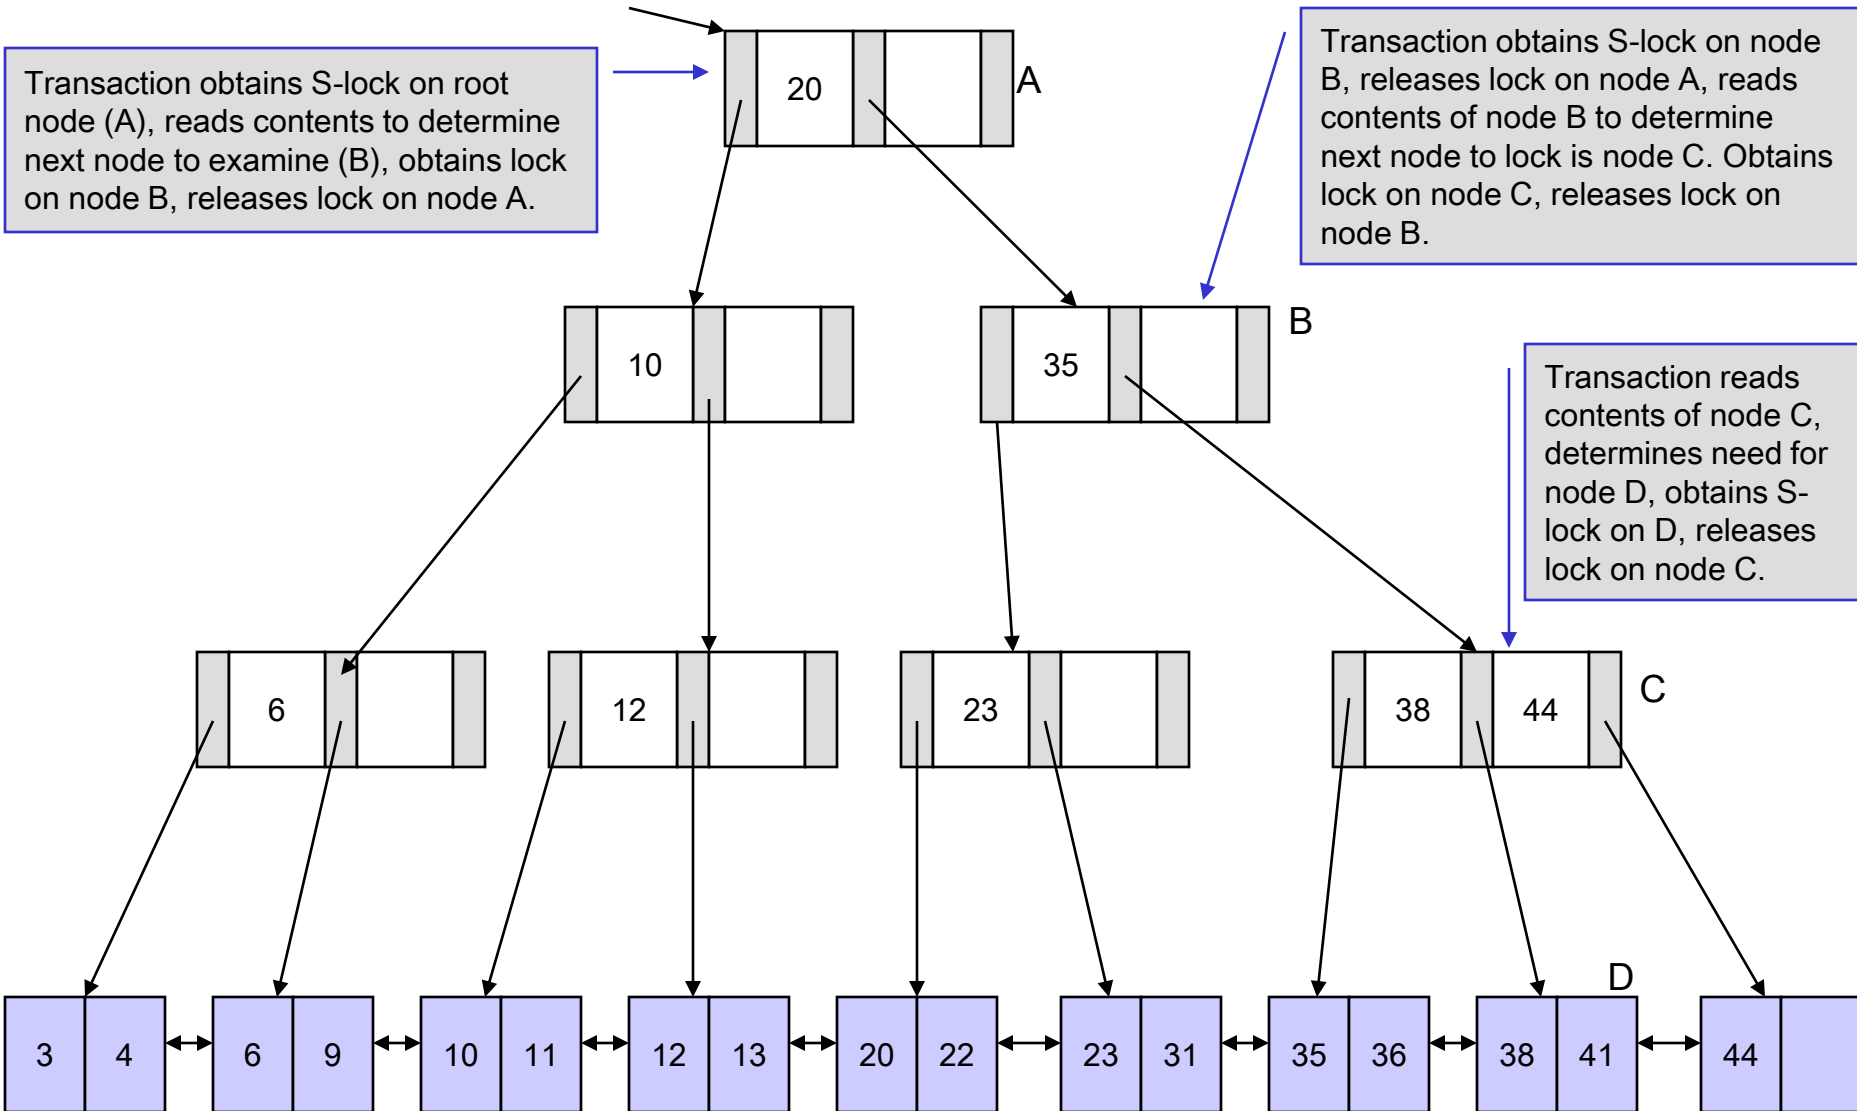 Transaction obtains S-lock on root
node (A), reads contents to determine
next node to examine (B), obtains lock
on node B, releases lock on node A.
20
A
Transaction obtains S-lock on node
B, releases lock on node A, reads
contents of node B to determine
next node to lock is node C. Obtains
lock on node C, releases lock on
node B.
10
35
B
Transaction reads
contents of node C,
determines need for
node D, obtains S-
lock on D, releases
lock on node C.
6
12
23
38 44
C
D
3 4
6 9
10 11
12 13
20 22
23 31
35 36
38 41
44